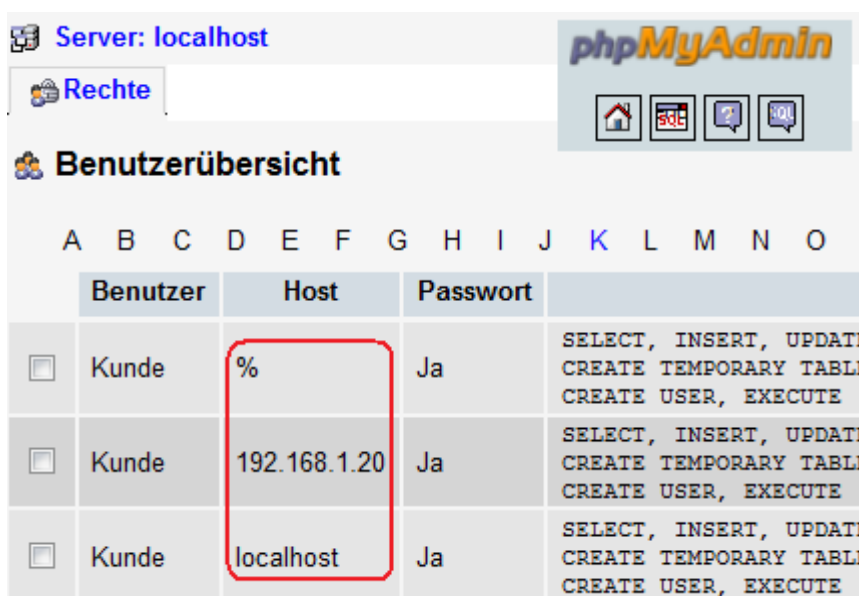 Server: localhost
phpMyAdmin
Rechte
sql
?
SQL
Benutzerübersicht
A B C D E F G H I J K L M N O
Benutzer Host Passwort
Kunde % Ja SELECT, INSERT, UPDAT
CREATE TEMPORARY TABL
CREATE USER, EXECUTE
Kunde 192.168.1.20 Ja SELECT, INSERT, UPDAT
CREATE TEMPORARY TABL
CREATE USER, EXECUTE
Kunde localhost Ja SELECT, INSERT, UPDAT
CREATE TEMPORARY TABL
CREATE USER, EXECUTE